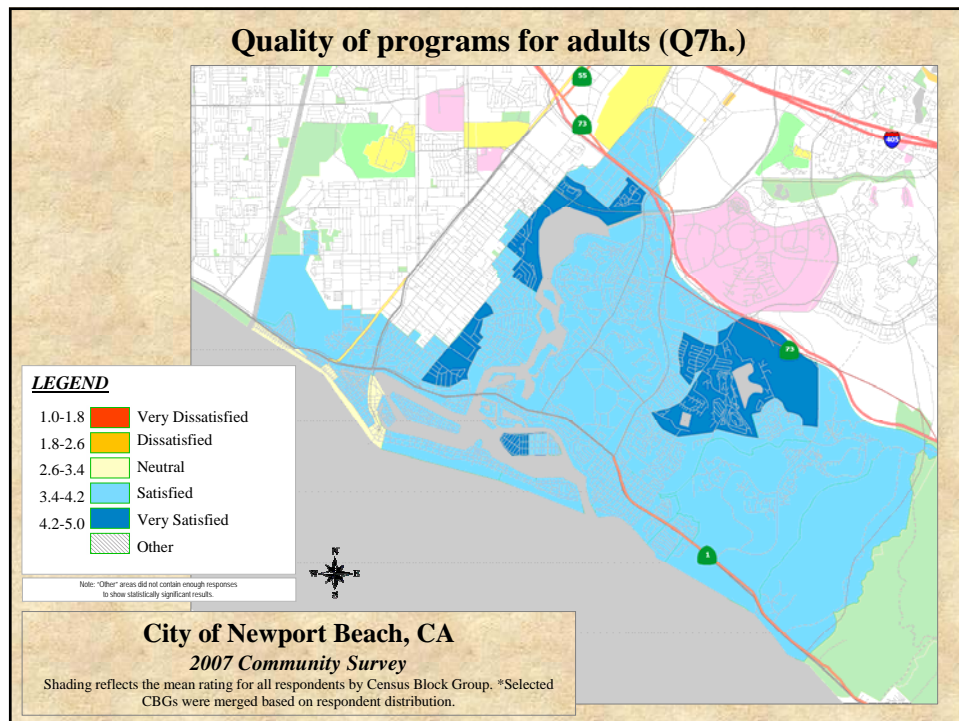 Quality of programs for adults (Q7h.)
55
73
405
73
1
LEGEND
1.0-1.8 Very Dissatisfied
1.8-2.6 Dissatisfied
2.6-3.4 Neutral
3.4-4.2 Satisfied
4.2-5.0 Very Satisfied
Other
Note: "Other" areas did not contain enough responses
to show statistically significant results.
N
W E
S
City of Newport Beach, CA
2007 Community Survey
Shading reflects the mean rating for all respondents by Census Block Group. *Selected
CBGs were merged based on respondent distribution.